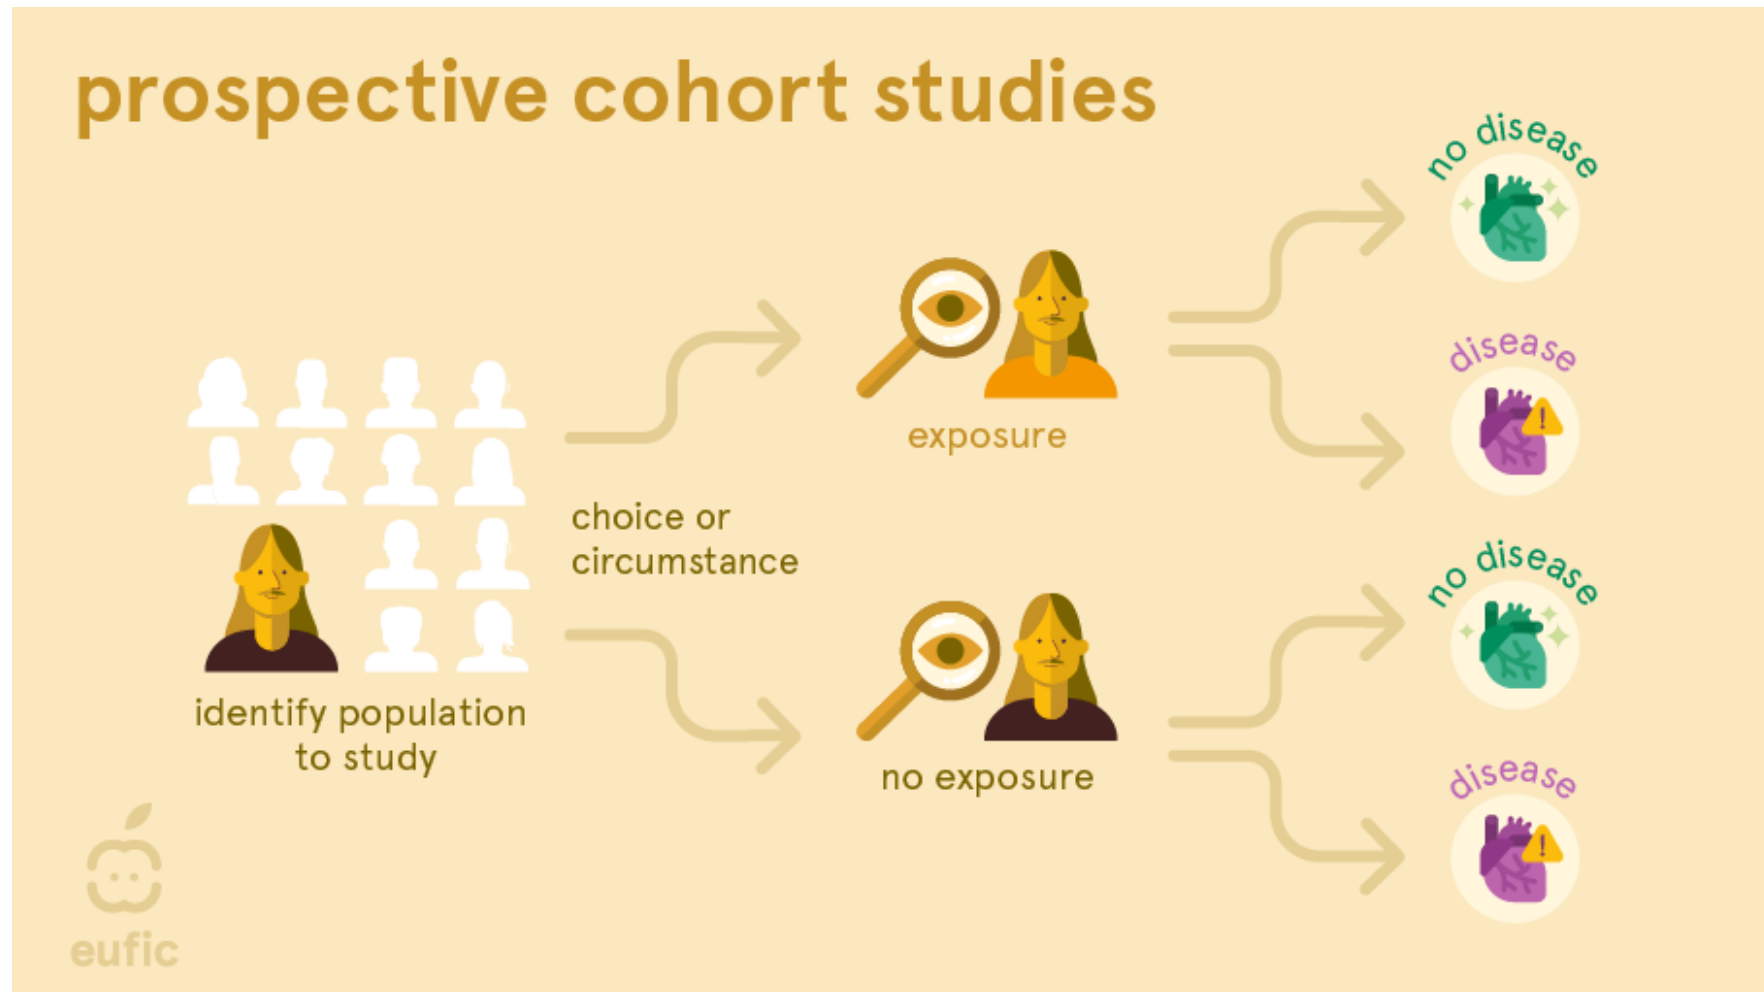 prospective cohort studies
no disease
disease
exposure
choice or
circumstance
no disease
identify population
to study
no exposure
disease
eufic